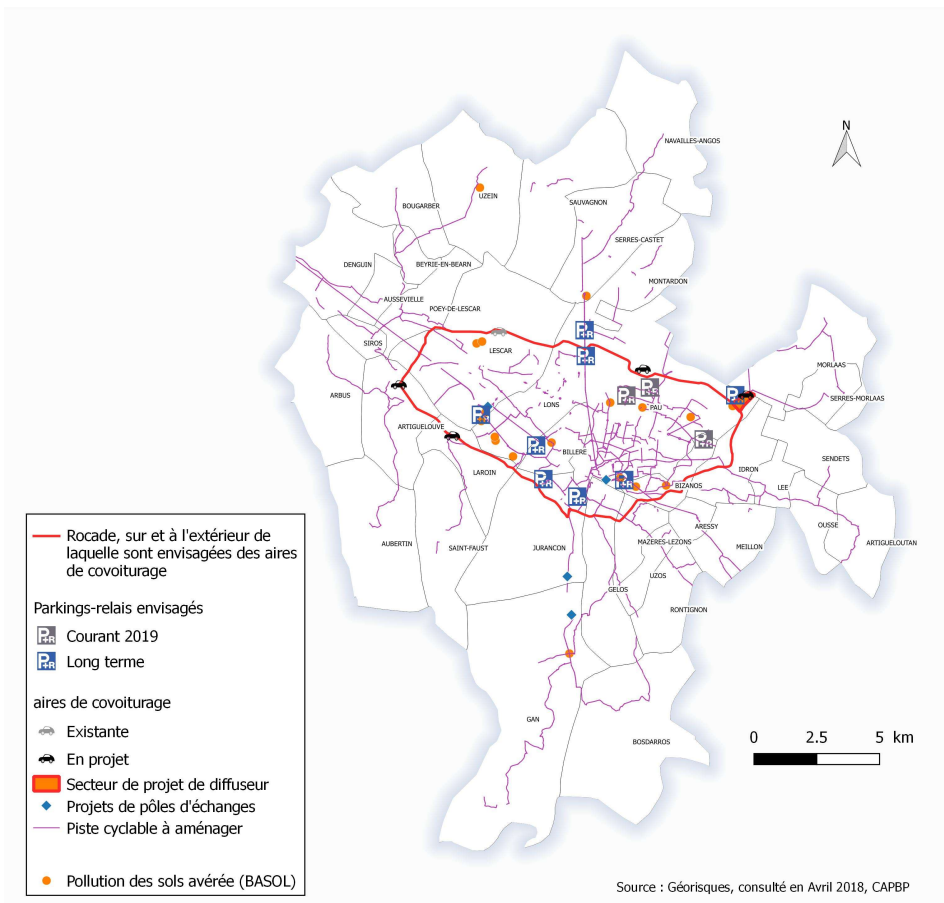 N
NAVAILLES-ANGOS
UZEIN
BOUGARBER
SAUVAGNON
SERRES-CASTET
DENGUIN
BEYRIE-EN-BEARN
MONTARDON
AUSSEVIELLE
POEY-DE-LESCAR
SIROS
LESCAR
MORLAAS
ARBUS
SERRES-MORLAAS
LONS
PAU
ARTIGUELOUVE
BILLERE
SENDETS
LAROIN
IDRON
BIZANOS
LEE
OUSSE
ARESSY
AUBERTIN
SAINT-FAUST
JURANCON
MAZERES-LEZONS
MEILLON
ARTIGUELOUTAN
UZOS
GELOS
RONTIGNON
GAN
BOSDARROS
P+R
P+R
P+R
P+R
P+R
P+R
P+R
P+R
P+R
P+R
P+R
Rocade, sur et à l'extérieur de
laquelle sont envisagées des aires
de covoiturage
Parkings-relais envisagés
P+R Courant 2019
P+R Long terme
aires de covoiturage
Existante
En projet
Secteur de projet de diffuseur
Projets de pôles d'échanges
Piste cyclable à aménager
Pollution des sols avérée (BASOL)
0 2.5 5 km
Source : Géorisques, consulté en Avril 2018, CAPBP